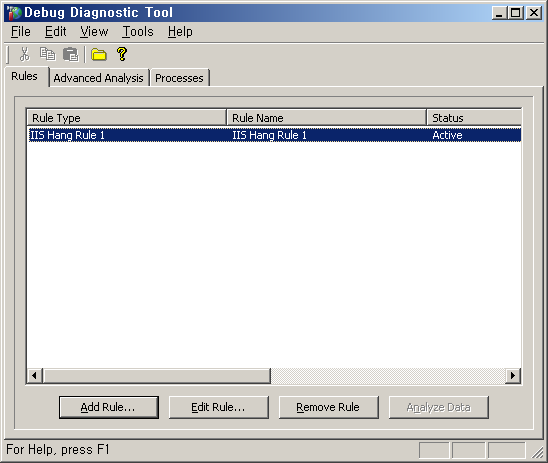 Debug Diagnostic Tool
File Edit View Tools Help
Rules Advanced Analysis Processes
Rule Type Rule Name Status
IIS Hang Rule 1 IIS Hang Rule 1 Active
Add Rule... Edit Rule... Remove Rule Analyze Data
For Help, press F1